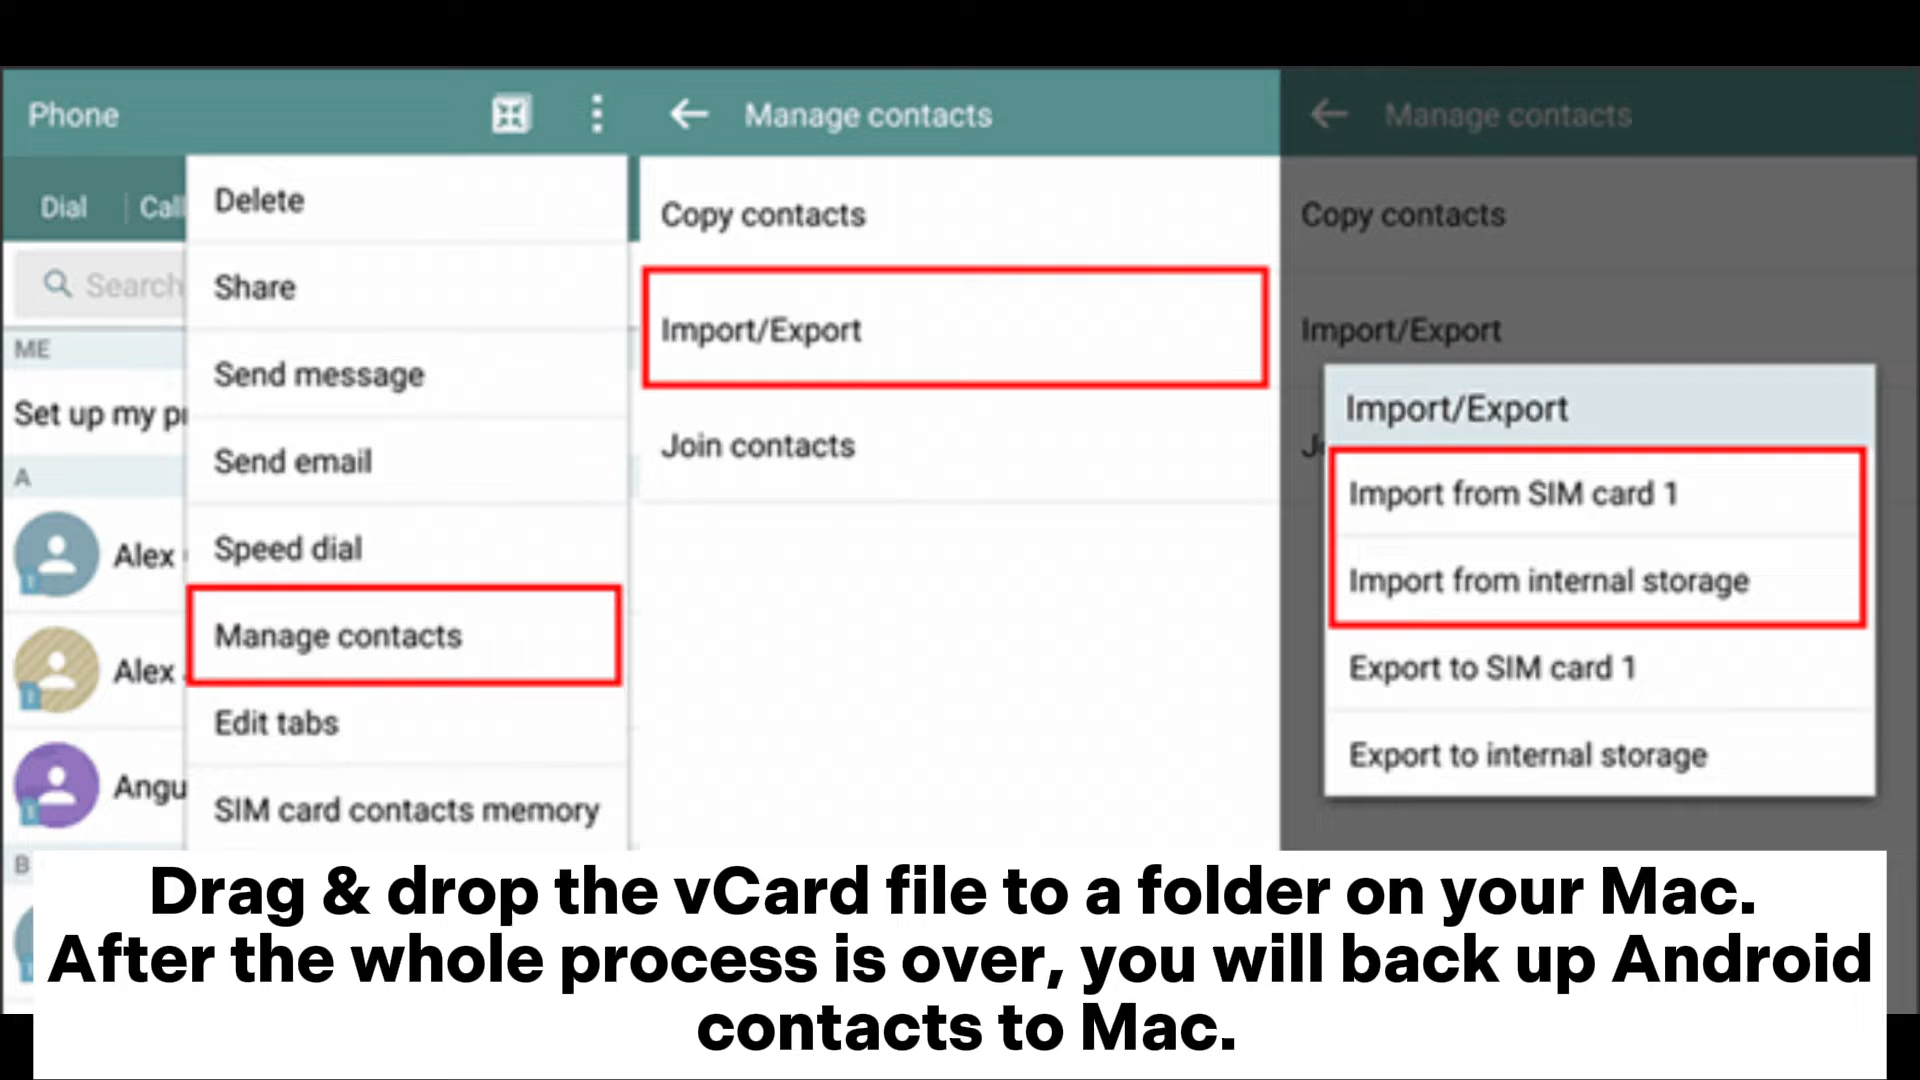 Phone
Dial
Call
Search
ME
Set up my
A
Alex
Alex
Angu
B
Delete
Share
Send message
Send email
Speed dial
Manage contacts
Edit tabs
SIM card contacts memory
Manage contacts
Copy contacts
Import/Export
Join contacts
Manage contacts
Copy contacts
Import/Export
Import/Export
Import from SIM card 1
Import from internal storage
Export to SIM card 1
Export to internal storage
Drag & drop the vCard file to a folder on your Mac.
After the whole process is over, you will back up Android
contacts to Mac.